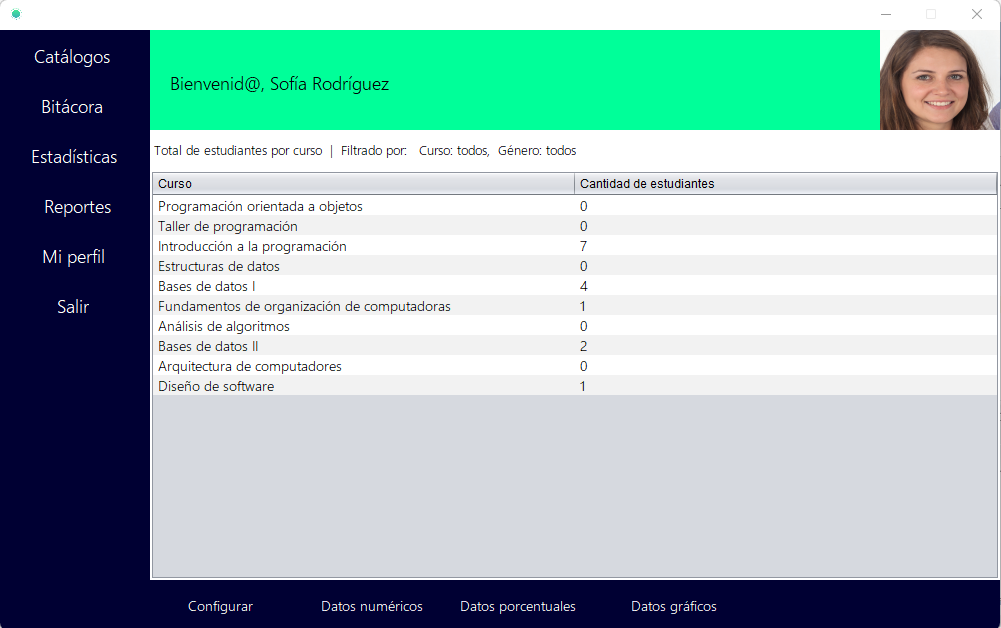 Catálogos
Bitácora
Estadísticas
Reportes
Mi perfil
Salir
Bienvenid@, Sofía Rodríguez
Total de estudiantes por curso | Filtrado por: Curso: todos, Género: todos
Curso Cantidad de estudiantes
Programación orientada a objetos 0
Taller de programación 0
Introducción a la programación 7
Estructuras de datos 0
Bases de datos I 4
Fundamentos de organización de computadoras 1
Análisis de algoritmos 0
Bases de datos II 2
Arquitectura de computadores 0
Diseño de software 1
Configurar Datos numéricos Datos porcentuales Datos gráficos